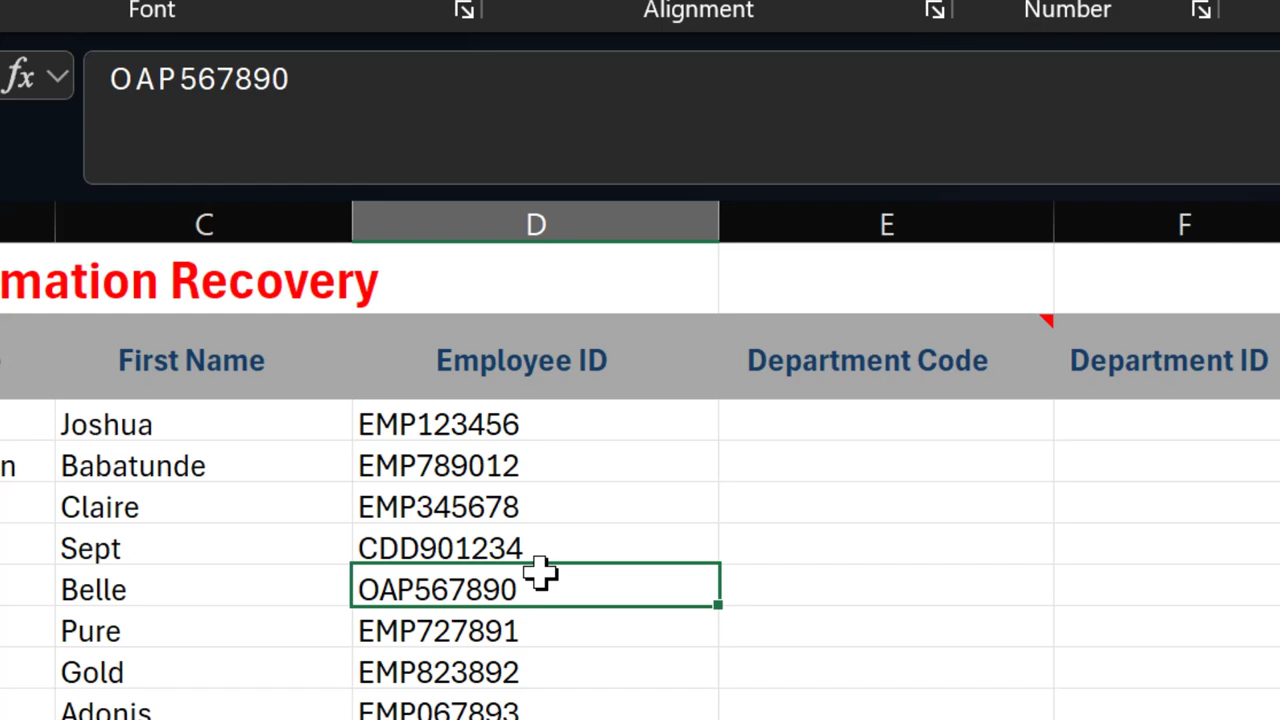 Font Alignment Number
fx OAP567890
C D E F
mation Recovery
First Name Employee ID Department Code Department ID
Joshua EMP123456
n Babatunde EMP789012
Claire EMP345678
Sept CDD901234
Belle OAP567890
Pure EMP727891
Gold EMP823892
Adonis EMP067893